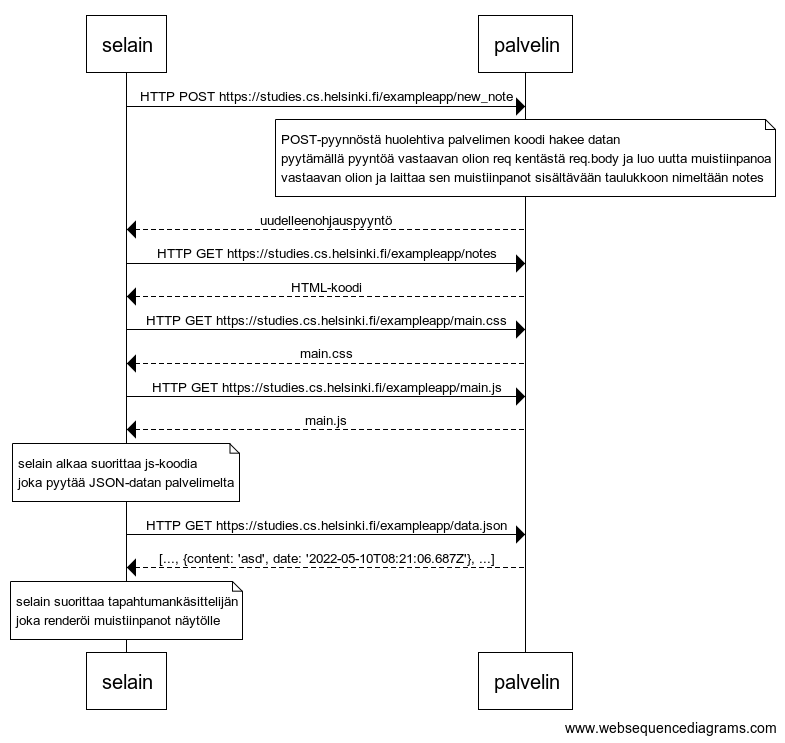 selain
palvelin
HTTP POST https://studies.cs.helsinki.fi/exampleapp/new_note
POST-pyynnöstä huolehtiva palvelimen koodi hakee datan
pyytämällä pyyntöä vastaavan olion req kentästä req.body ja luo uutta muistiinpanoa
vastaavan olion ja laittaa sen muistiinpanot sisältävään taulukkoon nimeltään notes
uudelleenohjauspyyntö
HTTP GET https://studies.cs.helsinki.fi/exampleapp/notes
HTML-koodi
HTTP GET https://studies.cs.helsinki.fi/exampleapp/main.css
main.css
HTTP GET https://studies.cs.helsinki.fi/exampleapp/main.js
main.js
selain alkaa suorittaa js-koodia
joka pyytää JSON-datan palvelimelta
HTTP GET https://studies.cs.helsinki.fi/exampleapp/data.json
[..., {content: 'asd', date: '2022-05-10T08:21:06.687Z'}, ...]
selain suorittaa tapahtumankäsittelijän
joka renderöi muistiinpanot näytölle
selain
palvelin
www.websequencediagrams.com